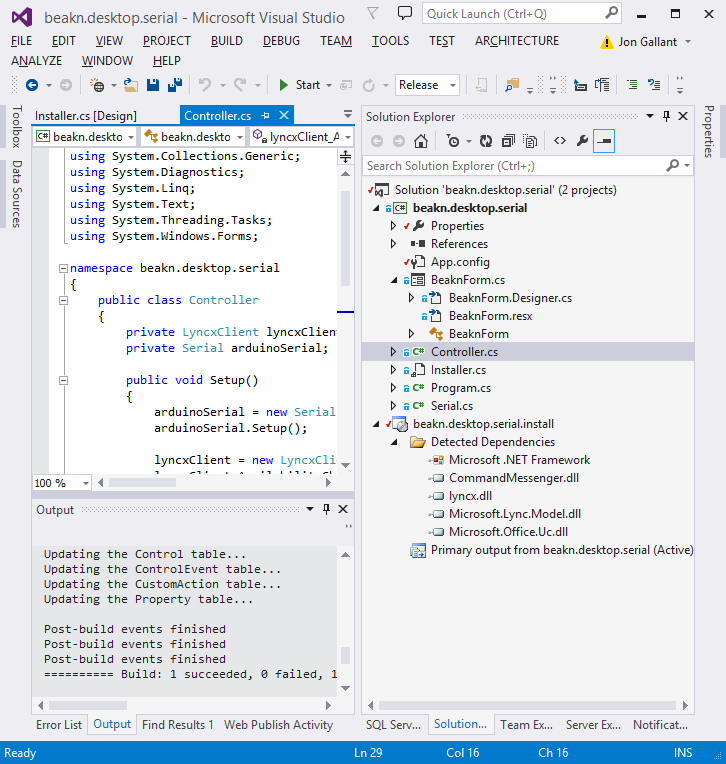 beakn.desktop.serial - Microsoft Visual Studio
Quick Launch (Ctrl+Q)
FILE EDIT VIEW PROJECT BUILD DEBUG TEAM TOOLS TEST ARCHITECTURE Jon Gallant
ANALYZE WINDOW HELP
Start Release
Toolbox
Data Sources
Installer.cs [Design] Controller.cs
beakn.deskto beakn.deskto lyncxClient_A
using System.Collections.Generic;
using System.Diagnostics;
using System.Linq;
using System.Text;
using System.Threading.Tasks;
using System.Windows.Forms;
namespace beakn.desktop.serial
{
public class Controller
{
private LyncxClient lyncxClien
private Serial arduinoSerial;
public void Setup()
{
arduinoSerial = new Serial
arduinoSerial.Setup();
lyncxClient = new LyncxCli
100 %
Output
Updating the Control table...
Updating the ControlEvent table...
Updating the CustomAction table...
Updating the Property table...
Post-build events finished
Post-build events finished
Post-build events finished
========== Build: 1 succeeded, 0 failed, 1
Error List Output Find Results 1 Web Publish Activity
Solution Explorer
Search Solution Explorer (Ctrl+;)
Solution 'beakn.desktop.serial' (2 projects)
beakn.desktop.serial
Properties
References
App.config
BeaknForm.cs
BeaknForm.Designer.cs
BeaknForm.resx
BeaknForm
Controller.cs
Installer.cs
Program.cs
Serial.cs
beakn.desktop.serial.install
Detected Dependencies
Microsoft .NET Framework
CommandMessenger.dll
lyncx.dll
Microsoft.Lync.Model.dll
Microsoft.Office.Uc.dll
Primary output from beakn.desktop.serial (Active)
SQL Serv... Solution... Team Ex... Server Ex... Notificat...
Properties
Ready Ln 29 Col 16 Ch 16 INS